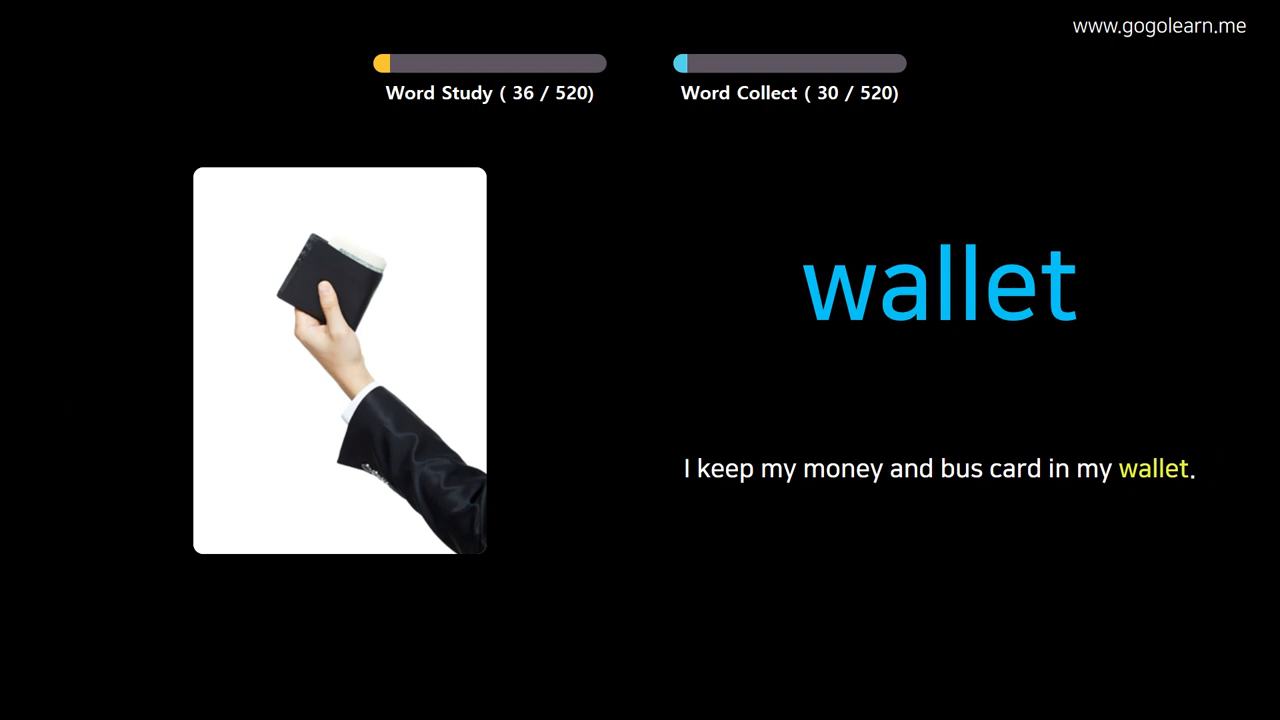 www.gogolearn.me
Word Study ( 36 / 520)
Word Collect ( 30 / 520)
wallet
I keep my money and bus card in my wallet.